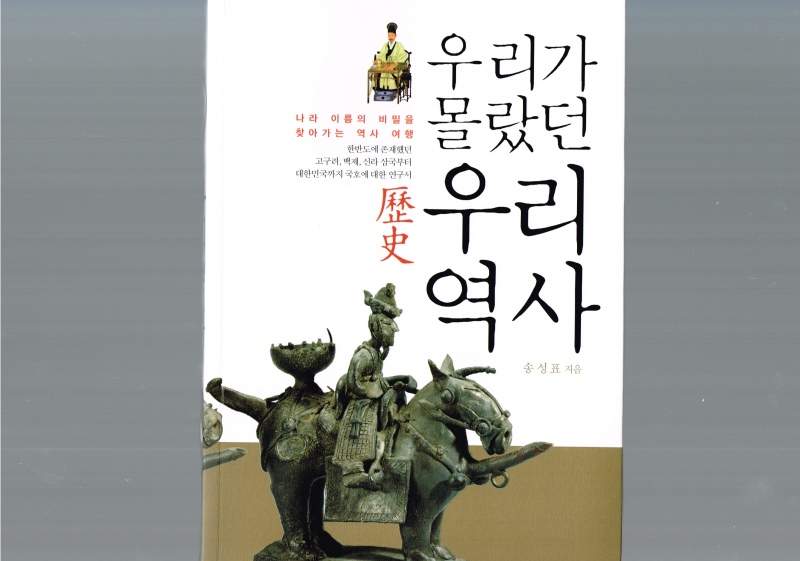 우리가
몰랐던
우리
역사
나라 이름의 비밀을
찾아가는 역사 여행
한반도에 존재했던
고구려, 백제, 신라 삼국부터
대한민국까지 국호에 대한 연구서
歷史
송성표 지음